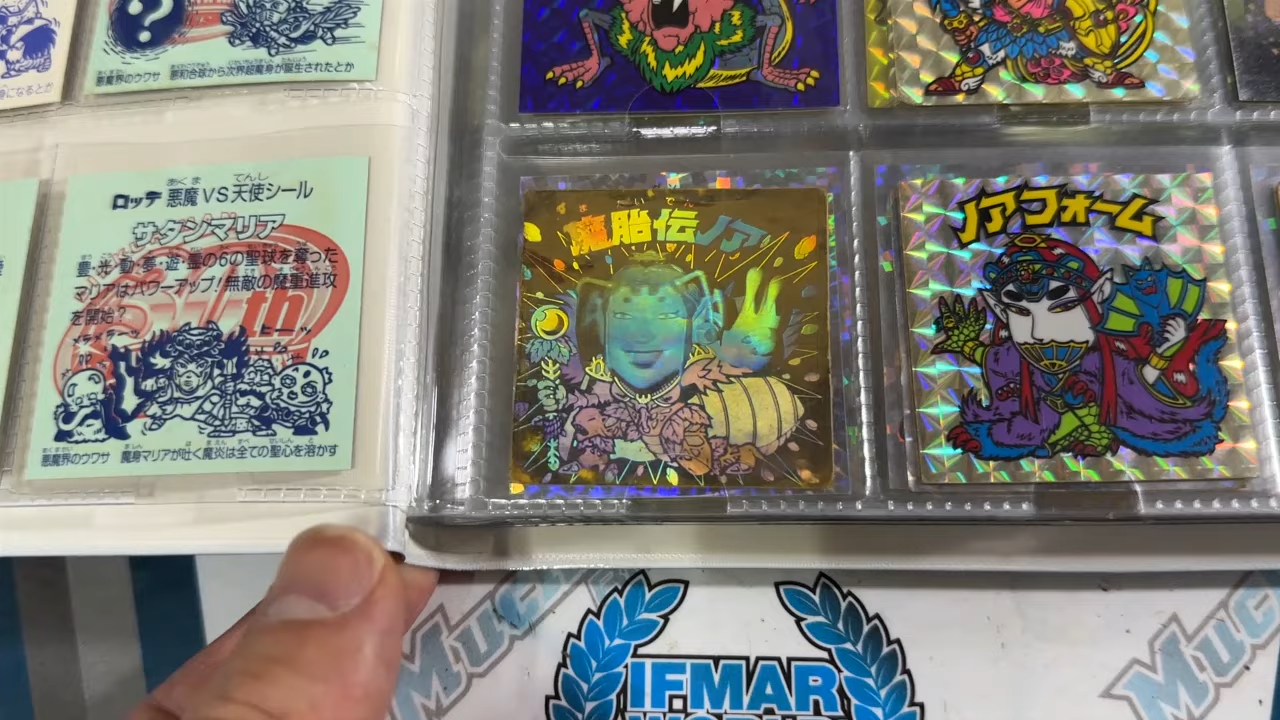 悪魔界のウワサ 悪和合球から次界超魔身が誕生されたとか
ロッテ 悪魔VS天使シール
サタンマリア
豊・光・動・夢・遊・霊の6の聖球を奪った
マリアはパワーアップ!無敵の魔重進攻
を開始?
30th
悪魔界のウワサ 魔身マリアが吐く魔炎は全ての聖心を溶かす
魔胎伝ノア
ノアフォーム
IFMAR
WORLD